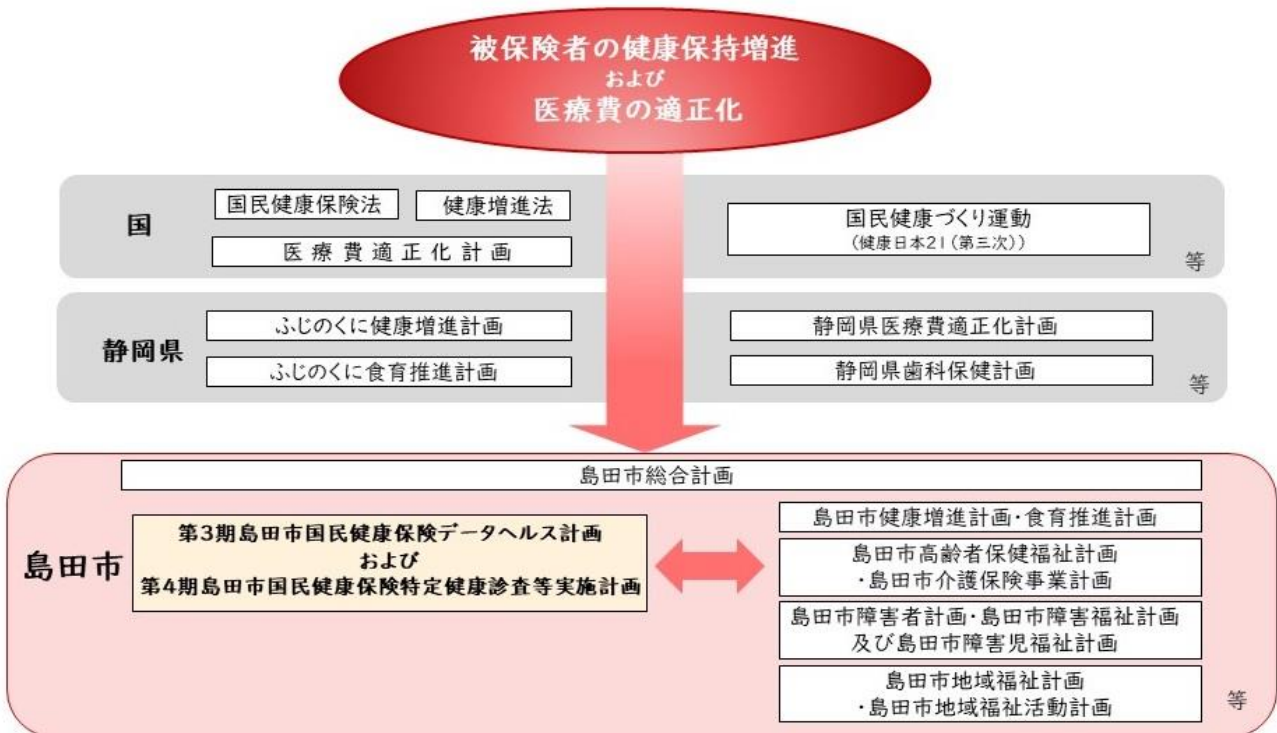 被保険者の健康保持増進
および
医療費の適正化
国
国民健康保険法
健康増進法
医療費適正化計画
国民健康づくり運動
(健康日本21(第三次))
等
静岡県
ふじのくに健康増進計画
ふじのくに食育推進計画
静岡県医療費適正化計画
静岡県歯科保健計画
等
島田市総合計画
島田市
第3期島田市国民健康保険データヘルス計画
および
第4期島田市国民健康保険特定健康診査等実施計画
島田市健康増進計画・食育推進計画
島田市高齢者保健福祉計画
・島田市介護保険事業計画
島田市障害者計画・島田市障害福祉計画
及び島田市障害児福祉計画
島田市地域福祉計画
・島田市地域福祉活動計画
等